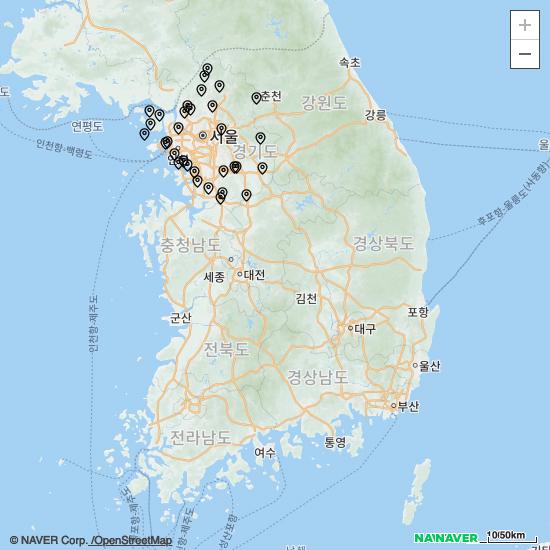 +
−
속초
춘천
강원도
강릉
연평도
서울
인천항-백령도
경기도
울
후포항-울릉도(사동항)
충청남도
경상북도
세종
대전
김천
인천항-제주도
군산
포항
대구
전북도
울산
경상남도
부산
전라남도
여수
통영
© NAVER Corp. /OpenStreetMap
NAVER
10/50km